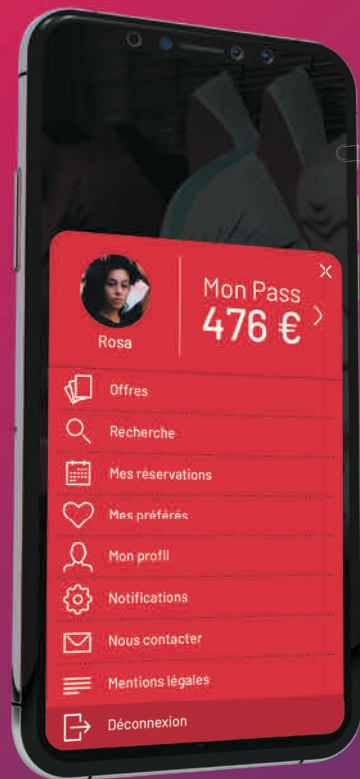 Rosa
Mon Pass
476 €
Offres
Recherche
Mes réservations
Mes préférés
Mon profil
Notifications
Nous contacter
Mentions légales
Déconnexion